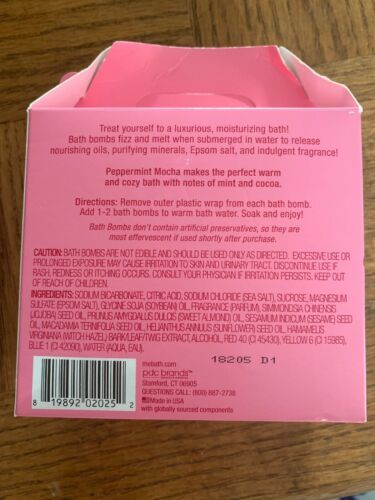 Treat yourself to a luxurious, moisturizing bath!
Bath bombs fizz and melt when submerged in water to release
nourishing oils, purifying minerals, Epsom salt, and indulgent fragrance!
Peppermint Mocha makes the perfect warm
and cozy bath with notes of mint and cocoa.
Directions: Remove outer plastic wrap from each bath bomb.
Add 1-2 bath bombs to warm bath water. Soak and enjoy!
Bath Bombs don't contain artificial preservatives, so they are
most effervescent if used shortly after purchase.
CAUTION: BATH BOMBS ARE NOT EDIBLE AND SHOULD BE USED ONLY AS DIRECTED. EXCESSIVE USE OR
PROLONGED EXPOSURE MAY CAUSE IRRITATION TO SKIN AND URINARY TRACT. DISCONTINUE USE IF
RASH, REDNESS OR ITCHING OCCURS. CONSULT YOUR PHYSICIAN IF IRRITATION PERSISTS. KEEP OUT
OF REACH OF CHILDREN.
INGREDIENTS: SODIUM BICARBONATE, CITRIC ACID, SODIUM CHLORIDE (SEA SALT), SUCROSE, MAGNESIUM
SULFATE (EPSOM SALT), GLYCINE SOJA (SOYBEAN) OIL, FRAGRANCE (PARFUM), SIMMONDSIA CHINENSIS
(JOJOBA) SEED OIL, PRUNUS AMYGDALUS DULCIS (SWEET ALMOND) OIL, SESAMUM INDICUM (SESAME) SEED
OIL, MACADAMIA TERNIFOLIA SEED OIL, HELIANTHUS ANNUUS (SUNFLOWER) SEED OIL, HAMAMELIS
VIRGINIANA (WITCH HAZEL) BARK/LEAF/TWIG EXTRACT, ALCOHOL, RED 40 (CI 45430), YELLOW 6 (CI 15985),
BLUE 1 (CI 42090), WATER (AQUA, EAU).
18205 D1
mebath.com
pdc brands™
Stamford, CT 06905
QUESTIONS CALL: (800) 887-2738
Made in USA
with globally sourced components
8 19892 02025 2